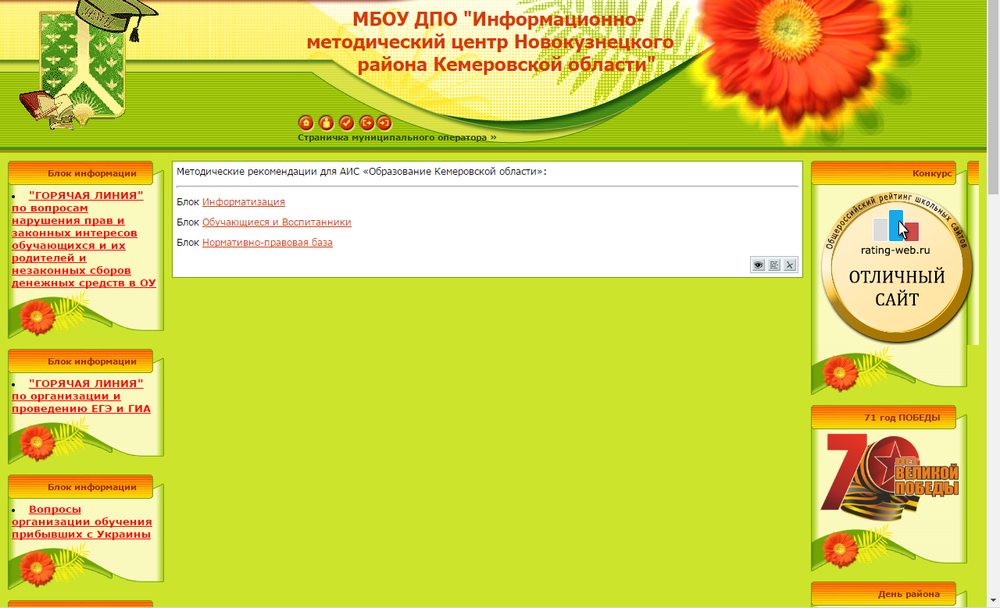 МБОУ ДПО "Информационно-
методический центр Новокузнецкого
района Кемеровской области"
Страничка муниципального оператора »
Блок информации
"ГОРЯЧАЯ ЛИНИЯ"
по вопросам
нарушения прав и
законных интересов
обучающихся и их
родителей и
незаконных сборов
денежных средств в ОУ
Блок информации
"ГОРЯЧАЯ ЛИНИЯ"
по организации и
проведению ЕГЭ и ГИА
Блок информации
Вопросы
организации обучения
прибывших с Украины
Методические рекомендации для АИС «Образование Кемеровской области»:
Блок Информатизация
Блок Обучающиеся и Воспитанники
Блок Нормативно-правовая база
Конкурс
Общероссийский рейтинг школьных сайтов
rating-web.ru
ОТЛИЧНЫЙ
САЙТ
71 год ПОБЕДЫ
70 ЛЕТ
ВЕЛИКОЙ
ПОБЕДЫ
День района